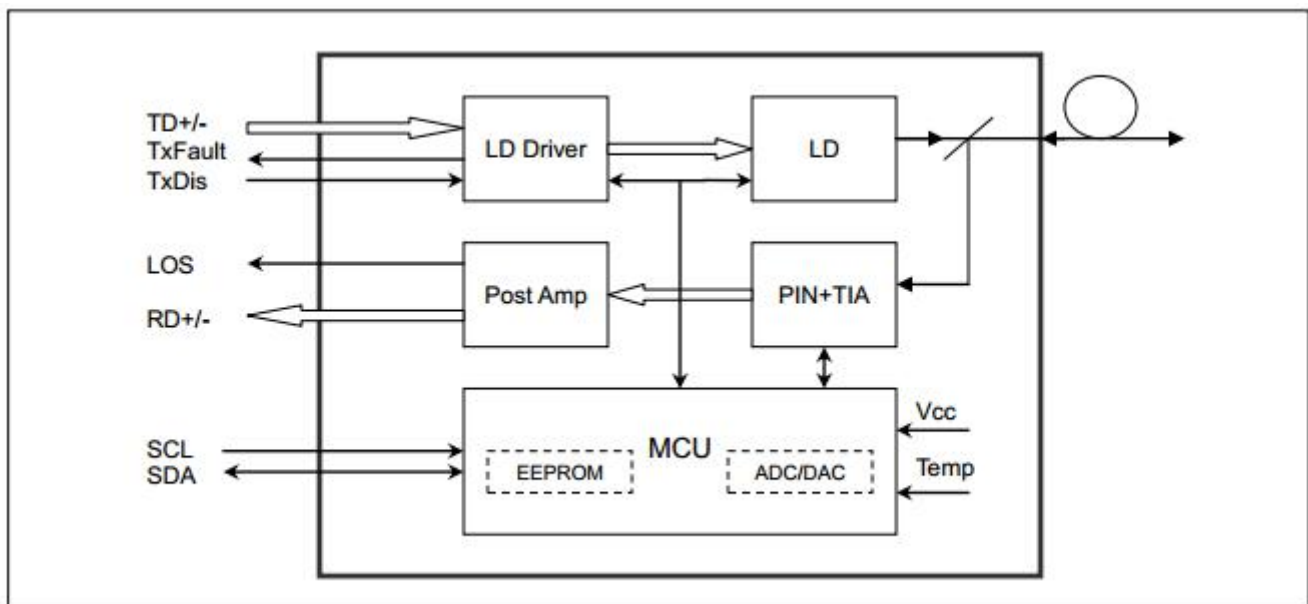 TD+/-
TxFault
TxDis
LD Driver
LD
LOS
RD+/-
Post Amp
PIN+TIA
SCL
SDA
MCU
EEPROM
ADC/DAC
Vcc
Temp